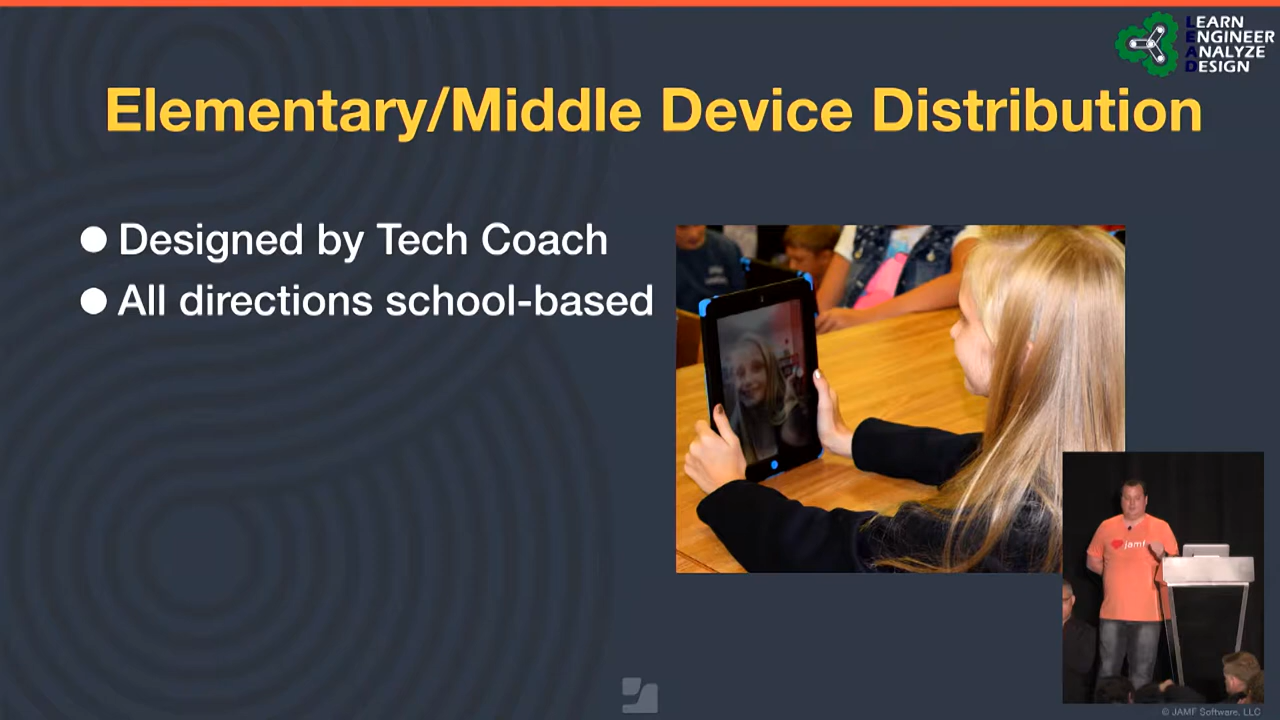 LEARN
ENGINEER
ANALYZE
DESIGN
Elementary/Middle Device Distribution
Designed by Tech Coach
All directions school-based
jamf
© JAMF Software, LLC